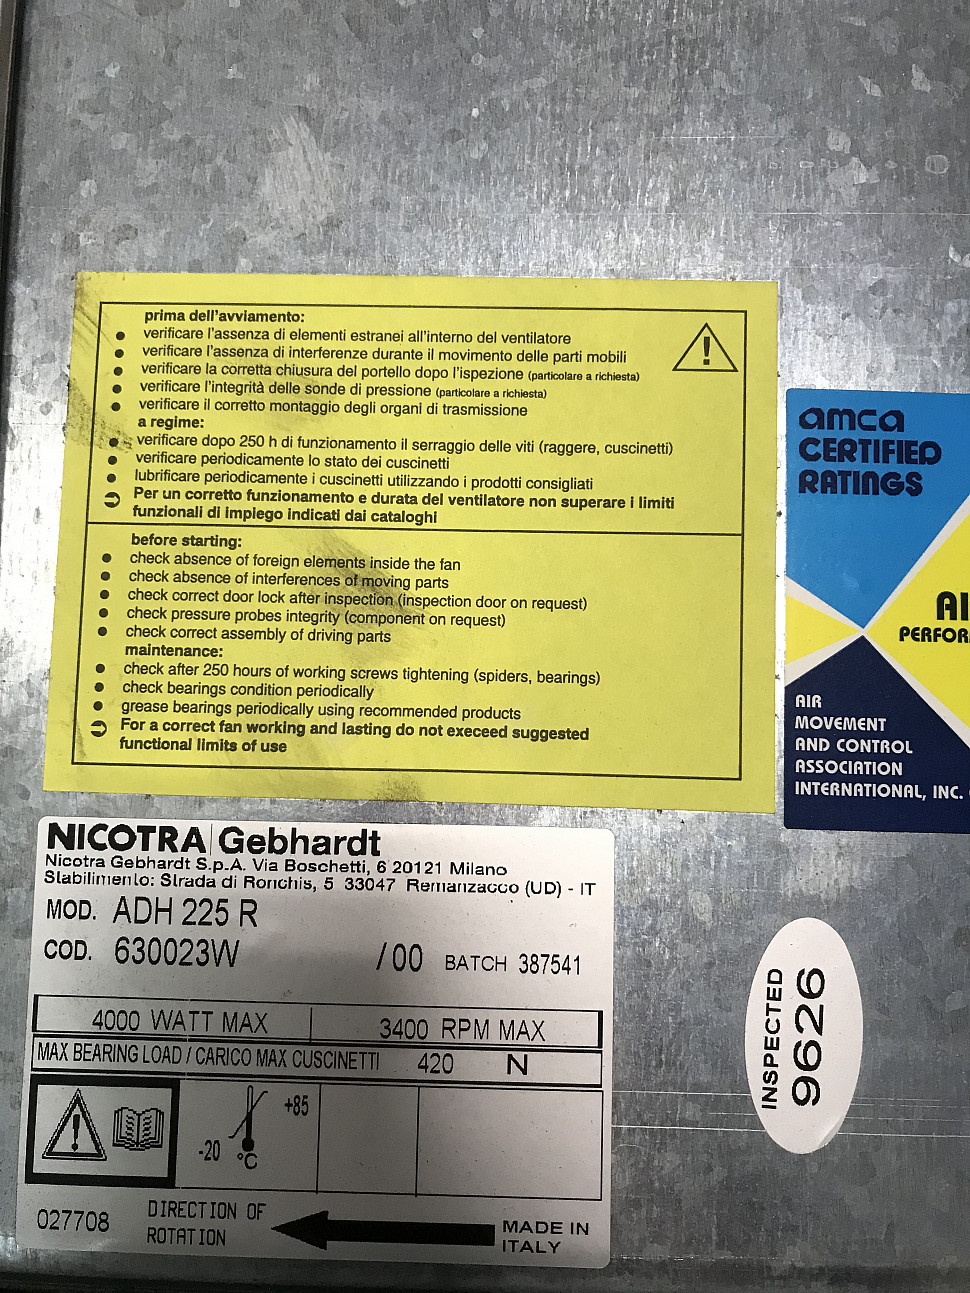 prima dell'avviamento:
● verificare l'assenza di elementi estranei all'interno del ventilatore
● verificare l'assenza di interferenze durante il movimento delle parti mobili
● verificare la corretta chiusura del portello dopo l'ispezione (particolare a richiesta)
● verificare l'integrità delle sonde di pressione (particolare a richiesta)
● verificare il corretto montaggio degli organi di trasmissione
a regime:
● verificare dopo 250 h di funzionamento il serraggio delle viti (raggere, cuscinetti)
● verificare periodicamente lo stato dei cuscinetti
● lubrificare periodicamente i cuscinetti utilizzando i prodotti consigliati
Per un corretto funzionamento e durata del ventilatore non superare i limiti
funzionali di impiego indicati dai cataloghi
before starting:
● check absence of foreign elements inside the fan
● check absence of interferences of moving parts
● check correct door lock after inspection (inspection door on request)
● check pressure probes integrity (component on request)
● check correct assembly of driving parts
maintenance:
● check after 250 hours of working screws tightening (spiders, bearings)
● check bearings condition periodically
● grease bearings periodically using recommended products
For a correct fan working and lasting do not execeed suggested
functional limits of use
amca
CERTIFIED
RATINGS
AI
PERFOR
AIR
MOVEMENT
AND CONTROL
ASSOCIATION
INTERNATIONAL, INC.
NICOTRA Gebhardt
Nicotra Gebhardt S.p.A. Via Boschetti, 6 20121 Milano
Stabilimento: Strada di Ronchis, 5 33047 Remanzacco (UD) - IT
MOD. ADH 225 R
COD. 630023W /00 BATCH 387541
4000 WATT MAX 3400 RPM MAX
MAX BEARING LOAD / CARICO MAX CUSCINETTI 420 N
+85
-20 °C
027708 DIRECTION OF ROTATION
MADE IN ITALY
INSPECTED
9626